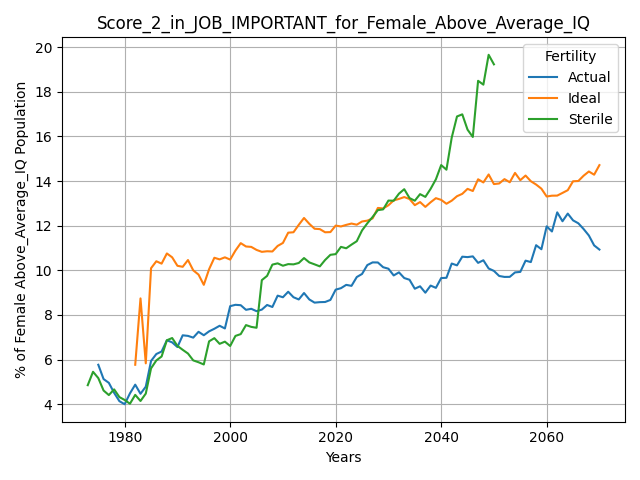 Score_2_in_JOB_IMPORTANT_for_Female_Above_Average_IQ
% of Female Above_Average_IQ Population
20
18
16
14
12
10
8
6
4
Fertility
Actual
Ideal
Sterile
1980 2000 2020 2040 2060
Years